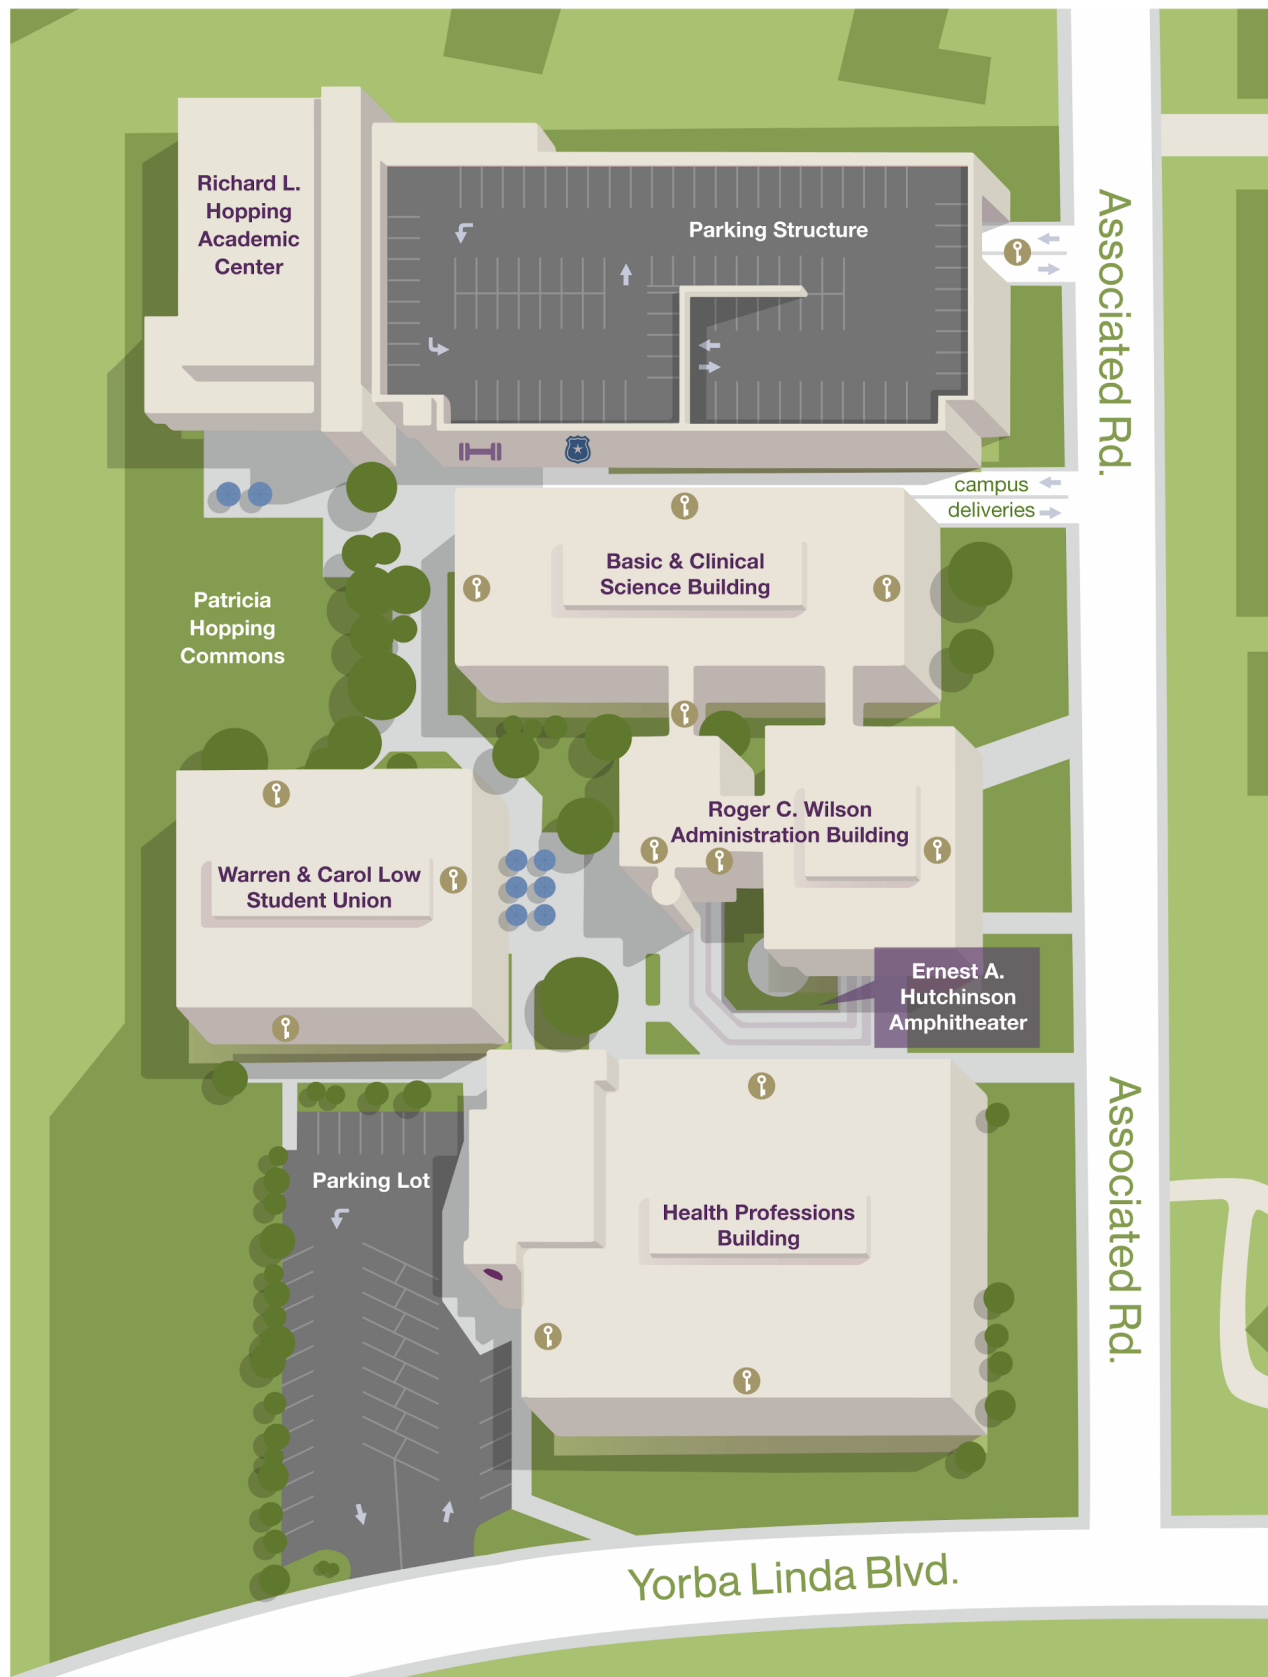 Richard L.
Hopping
Academic
Center
Parking Structure
Associated Rd.
campus
deliveries
Basic & Clinical
Science Building
Patricia
Hopping
Commons
Roger C. Wilson
Administration Building
Warren & Carol Low
Student Union
Ernest A.
Hutchinson
Amphitheater
Associated Rd.
Parking Lot
Health Professions
Building
Yorba Linda Blvd.